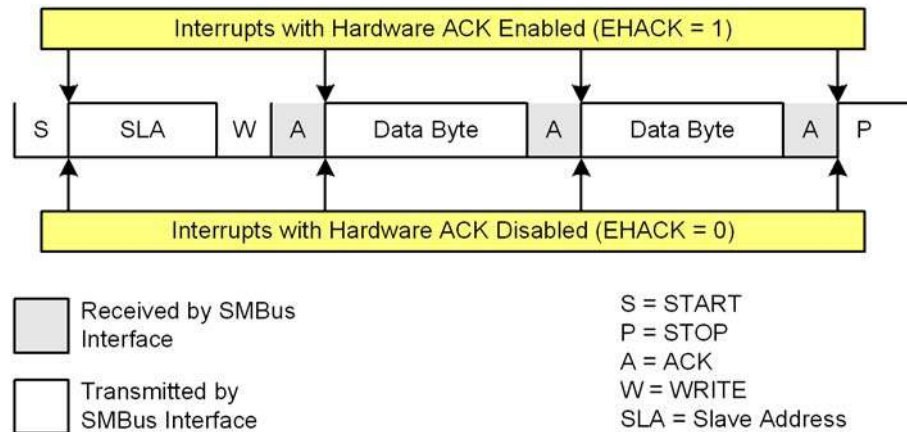 Interrupts with Hardware ACK Enabled (EHACK = 1)
S SLA W A Data Byte A Data Byte A P
Interrupts with Hardware ACK Disabled (EHACK = 0)
Received by SMBus
Interface
Transmitted by
SMBus Interface
S = START
P = STOP
A = ACK
W = WRITE
SLA = Slave Address